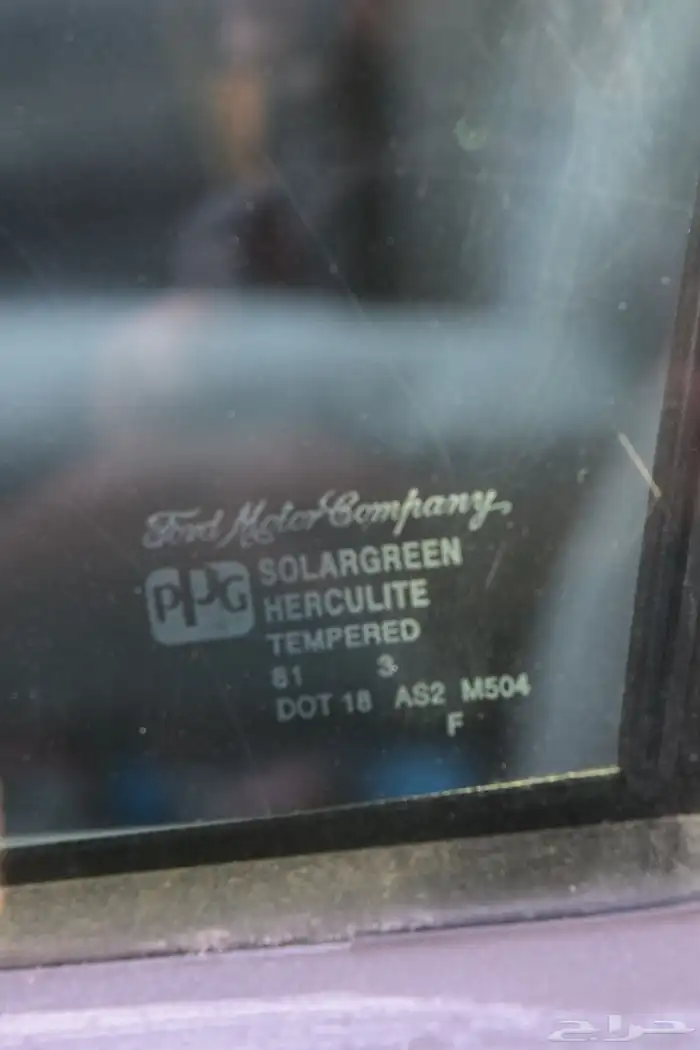 Ford Motor Company
PPG
SOLARGREEN
HERCULITE
TEMPERED
81 3
DOT 18 AS2 M504
F
حراج